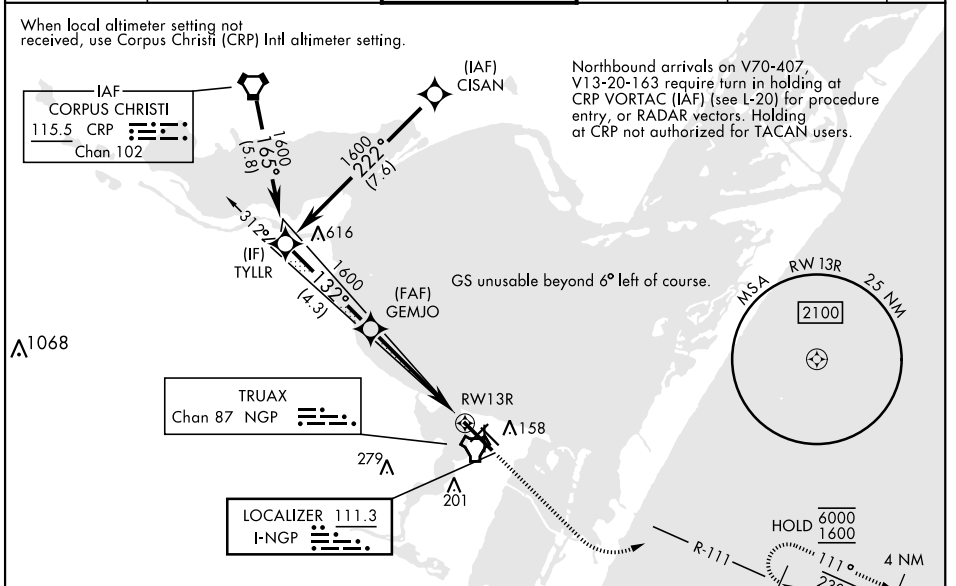 When local altimeter setting not
received, use Corpus Christi (CRP) Intl altimeter setting.
IAF
CORPUS CHRISTI
115.5 CRP
Chan 102
(IAF)
CISAN
Northbound arrivals on V70-407,
V13-20-163 require turn in holding at
CRP VORTAC (IAF) (see L-20) for procedure
entry, or RADAR vectors. Holding
at CRP not authorized for TACAN users.
1600
165°
(5.8)
1600
222°
(7.6)
312°
616
(IF)
TYLLR
1600
132°
(4.3)
(FAF)
GEMJO
GS unusable beyond 6° left of course.
MSA RW 13R 25 NM
2100
1068
TRUAX
Chan 87 NGP
RW13R
158
279
201
LOCALIZER 111.3
I-NGP
R-111
HOLD 6000
1600
111°
4 NM